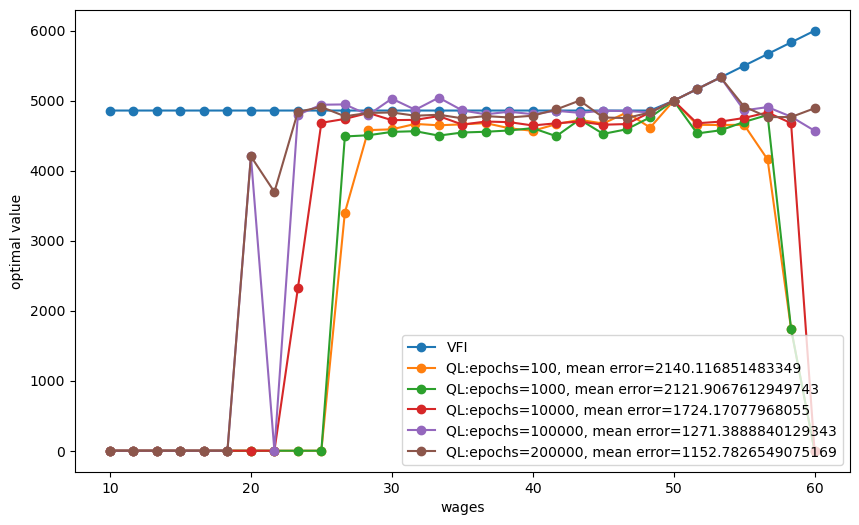 optimal value
6000
5000
4000
3000
2000
1000
0
VFI
QL:epochs=100, mean error=2140.116851483349
QL:epochs=1000, mean error=2121.9067612949743
QL:epochs=10000, mean error=1724.17077968055
QL:epochs=100000, mean error=1271.3888840129343
QL:epochs=200000, mean error=1152.7826549075169
10 20 30 40 50 60
wages